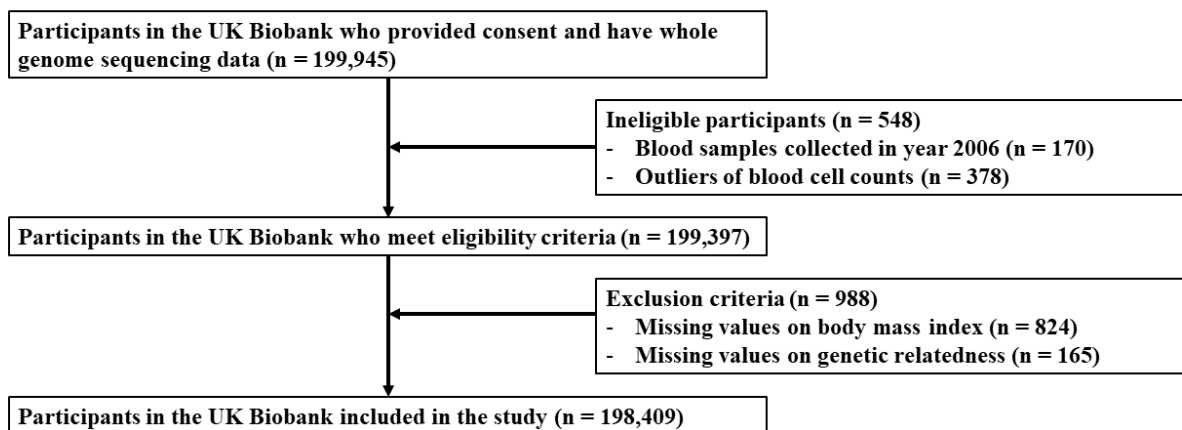 Participants in the UK Biobank who provided consent and have whole
genome sequencing data (n = 199,945)
Ineligible participants (n = 548)
- Blood samples collected in year 2006 (n = 170)
- Outliers of blood cell counts (n = 378)
Participants in the UK Biobank who meet eligibility criteria (n = 199,397)
Exclusion criteria (n = 988)
- Missing values on body mass index (n = 824)
- Missing values on genetic relatedness (n = 165)
Participants in the UK Biobank included in the study (n = 198,409)